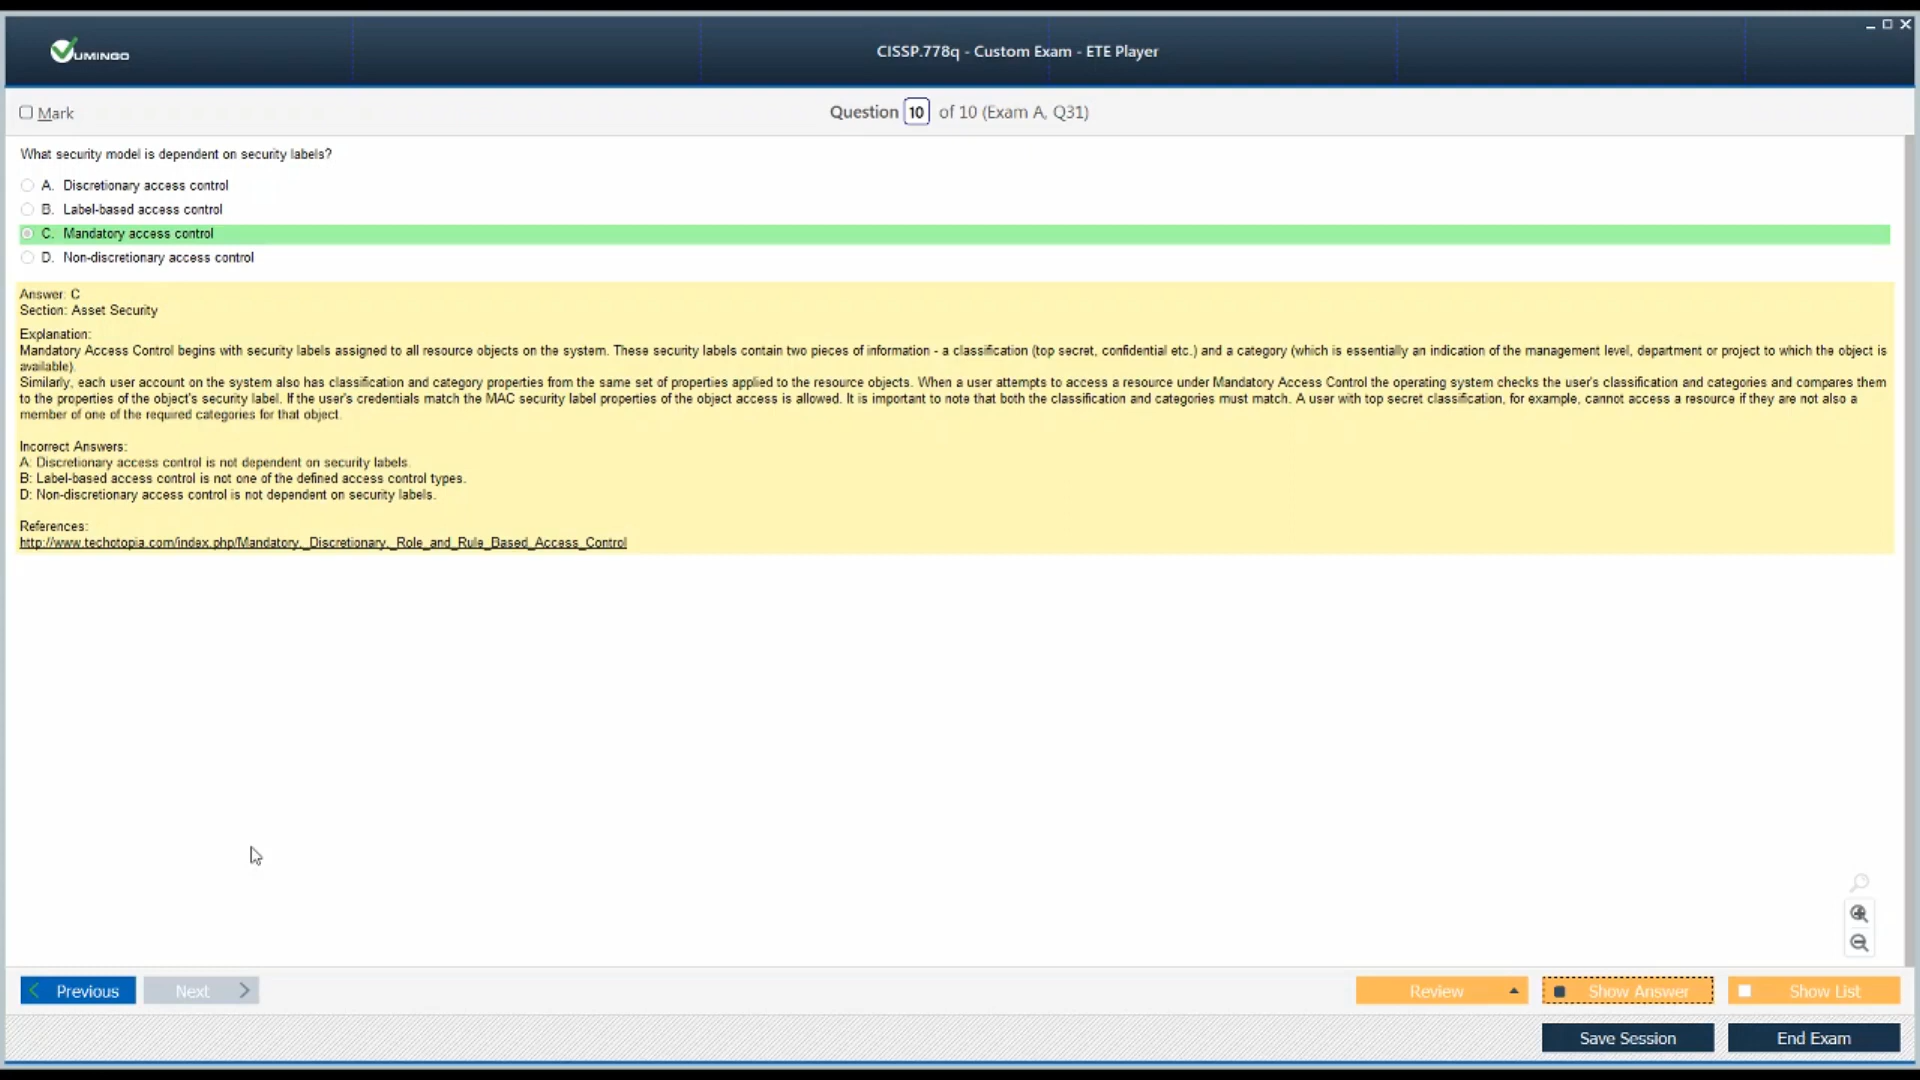 VUMINGO
CISSP.778q - Custom Exam - ETE Player
Mark
Question 10 of 10 (Exam A, Q31)
What security model is dependent on security labels?
A. Discretionary access control
B. Label-based access control
C. Mandatory access control
D. Non-discretionary access control
Answer: C
Section: Asset Security
Explanation:
Mandatory Access Control begins with security labels assigned to all resource objects on the system. These security labels contain two pieces of information - a classification (top secret, confidential etc.) and a category (which is essentially an indication of the management level, department or project to which the object is
available).
Similarly, each user account on the system also has classification and category properties from the same set of properties applied to the resource objects. When a user attempts to access a resource under Mandatory Access Control the operating system checks the user's classification and categories and compares them
to the properties of the object's security label. If the user's credentials match the MAC security label properties of the object access is allowed. It is important to note that both the classification and categories must match. A user with top secret classification, for example, cannot access a resource if they are not also a
member of one of the required categories for that object.
Incorrect Answers:
A: Discretionary access control is not dependent on security labels.
B: Label-based access control is not one of the defined access control types.
D: Non-discretionary access control is not dependent on security labels.
References:
http://www.techotopia.com/index.php/Mandatory,_Discretionary,_Role_and_Rule_Based_Access_Control
Previous
Next
Review
Show Answer
Show List
Save Session
End Exam